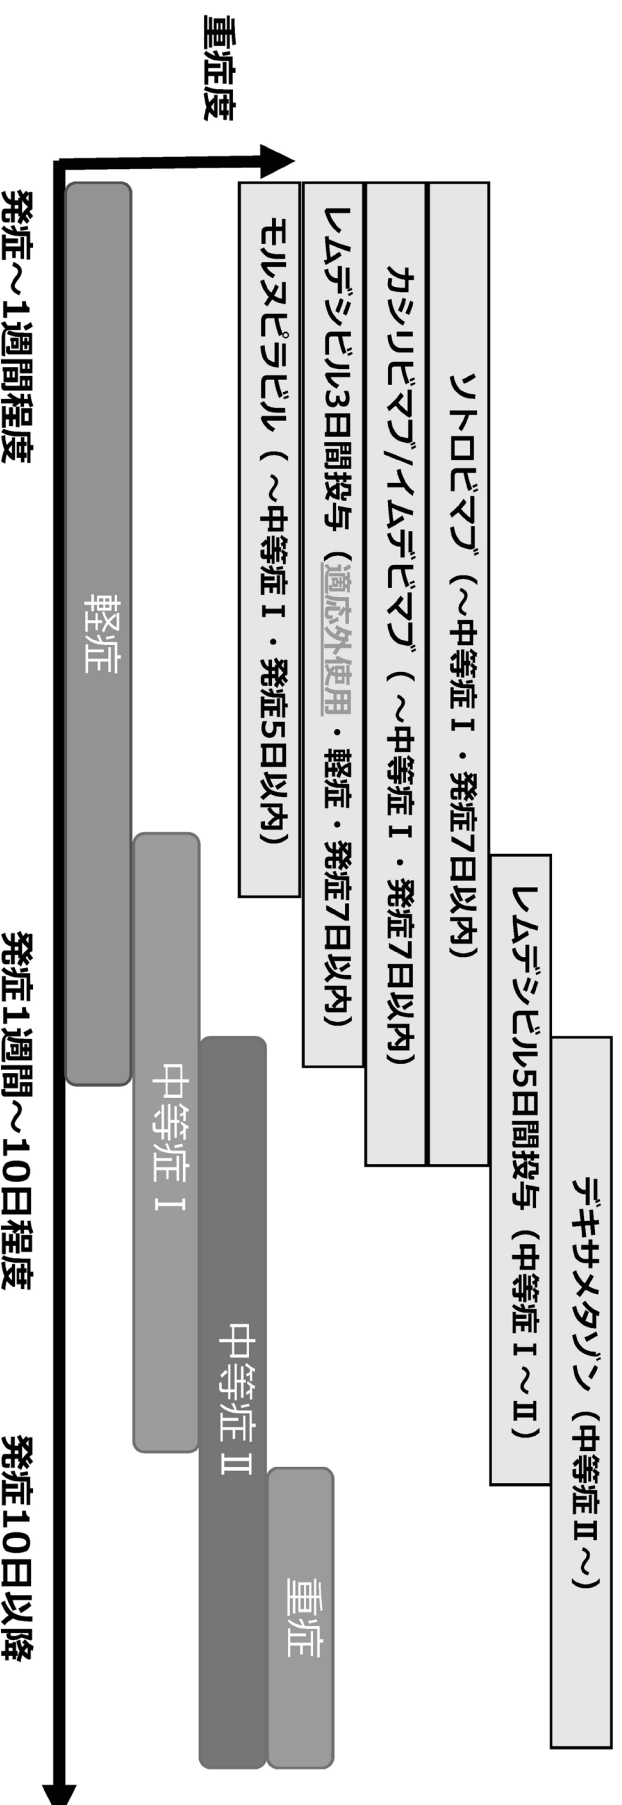 重症度
デキサメタゾン（中等症Ⅱ～）
レムデシビル5日間投与（中等症Ⅰ～Ⅱ）
ソトロビマブ（～中等症Ⅰ・発症7日以内）
カシリビマブ/イムデビマブ（～中等症Ⅰ・発症7日以内）
レムデシビル3日間投与（適応外使用・軽症・発症7日以内）
モルヌピラビル（～中等症Ⅰ・発症5日以内）
重症
中等症Ⅱ
中等症Ⅰ
軽症
発症～1週間程度
発症1週間～10日程度
発症10日以降